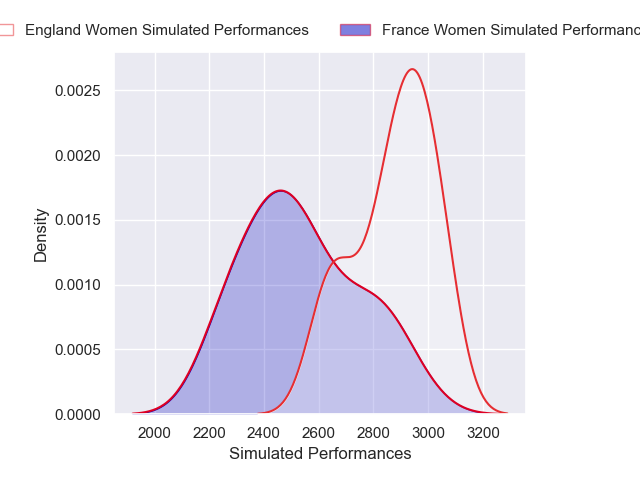 England Women Simulated Performances
France Women Simulated Performanc
0.0025
0.0020
0.0015
0.0010
0.0005
0.0000
Density
2000 2200 2400 2600 2800 3000 3200
Simulated Performances